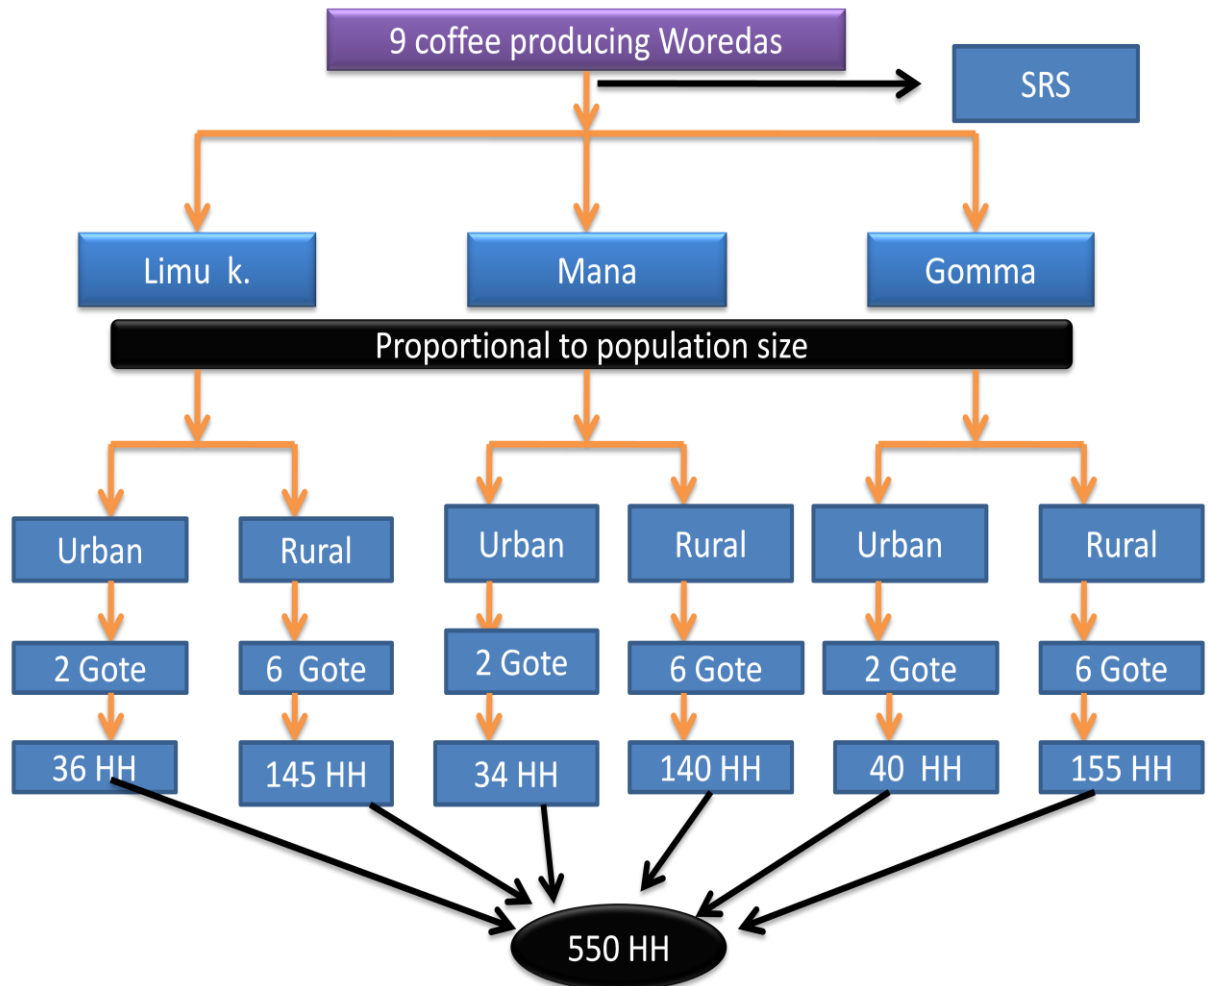 9 coffee producing Woredas
SRS
Limu k.
Mana
Gomma
Proportional to population size
Urban
Rural
Urban
Rural
Urban
Rural
2 Gote
6 Gote
2 Gote
6 Gote
2 Gote
6 Gote
36 HH
145 HH
34 HH
140 HH
40 HH
155 HH
550 HH